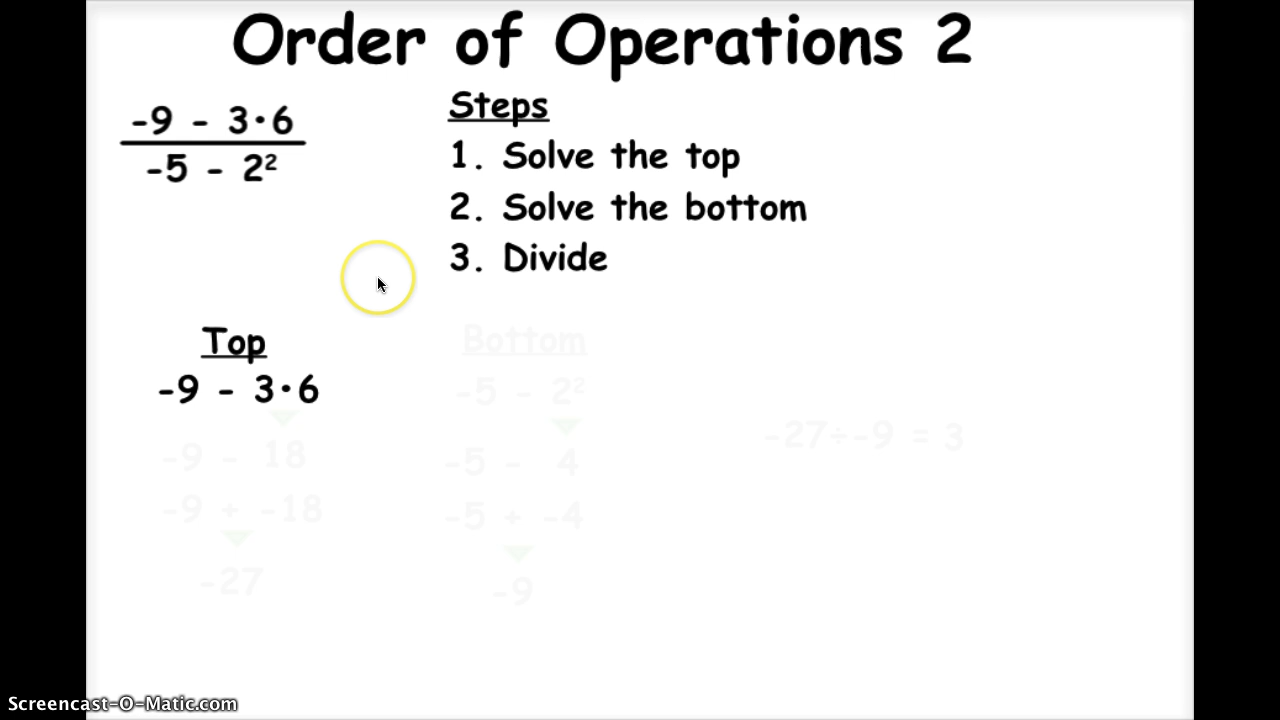 Order of Operations 2
-9 - 3·6
-5 - 2²
Steps
1. Solve the top
2. Solve the bottom
3. Divide
Top
-9 - 3·6
-9 - 18
-9 + -18
-27
Bottom
-5 - 2²
-5 - 4
-5 + -4
-9
-27÷-9 = 3
Screencast-O-Matic.com